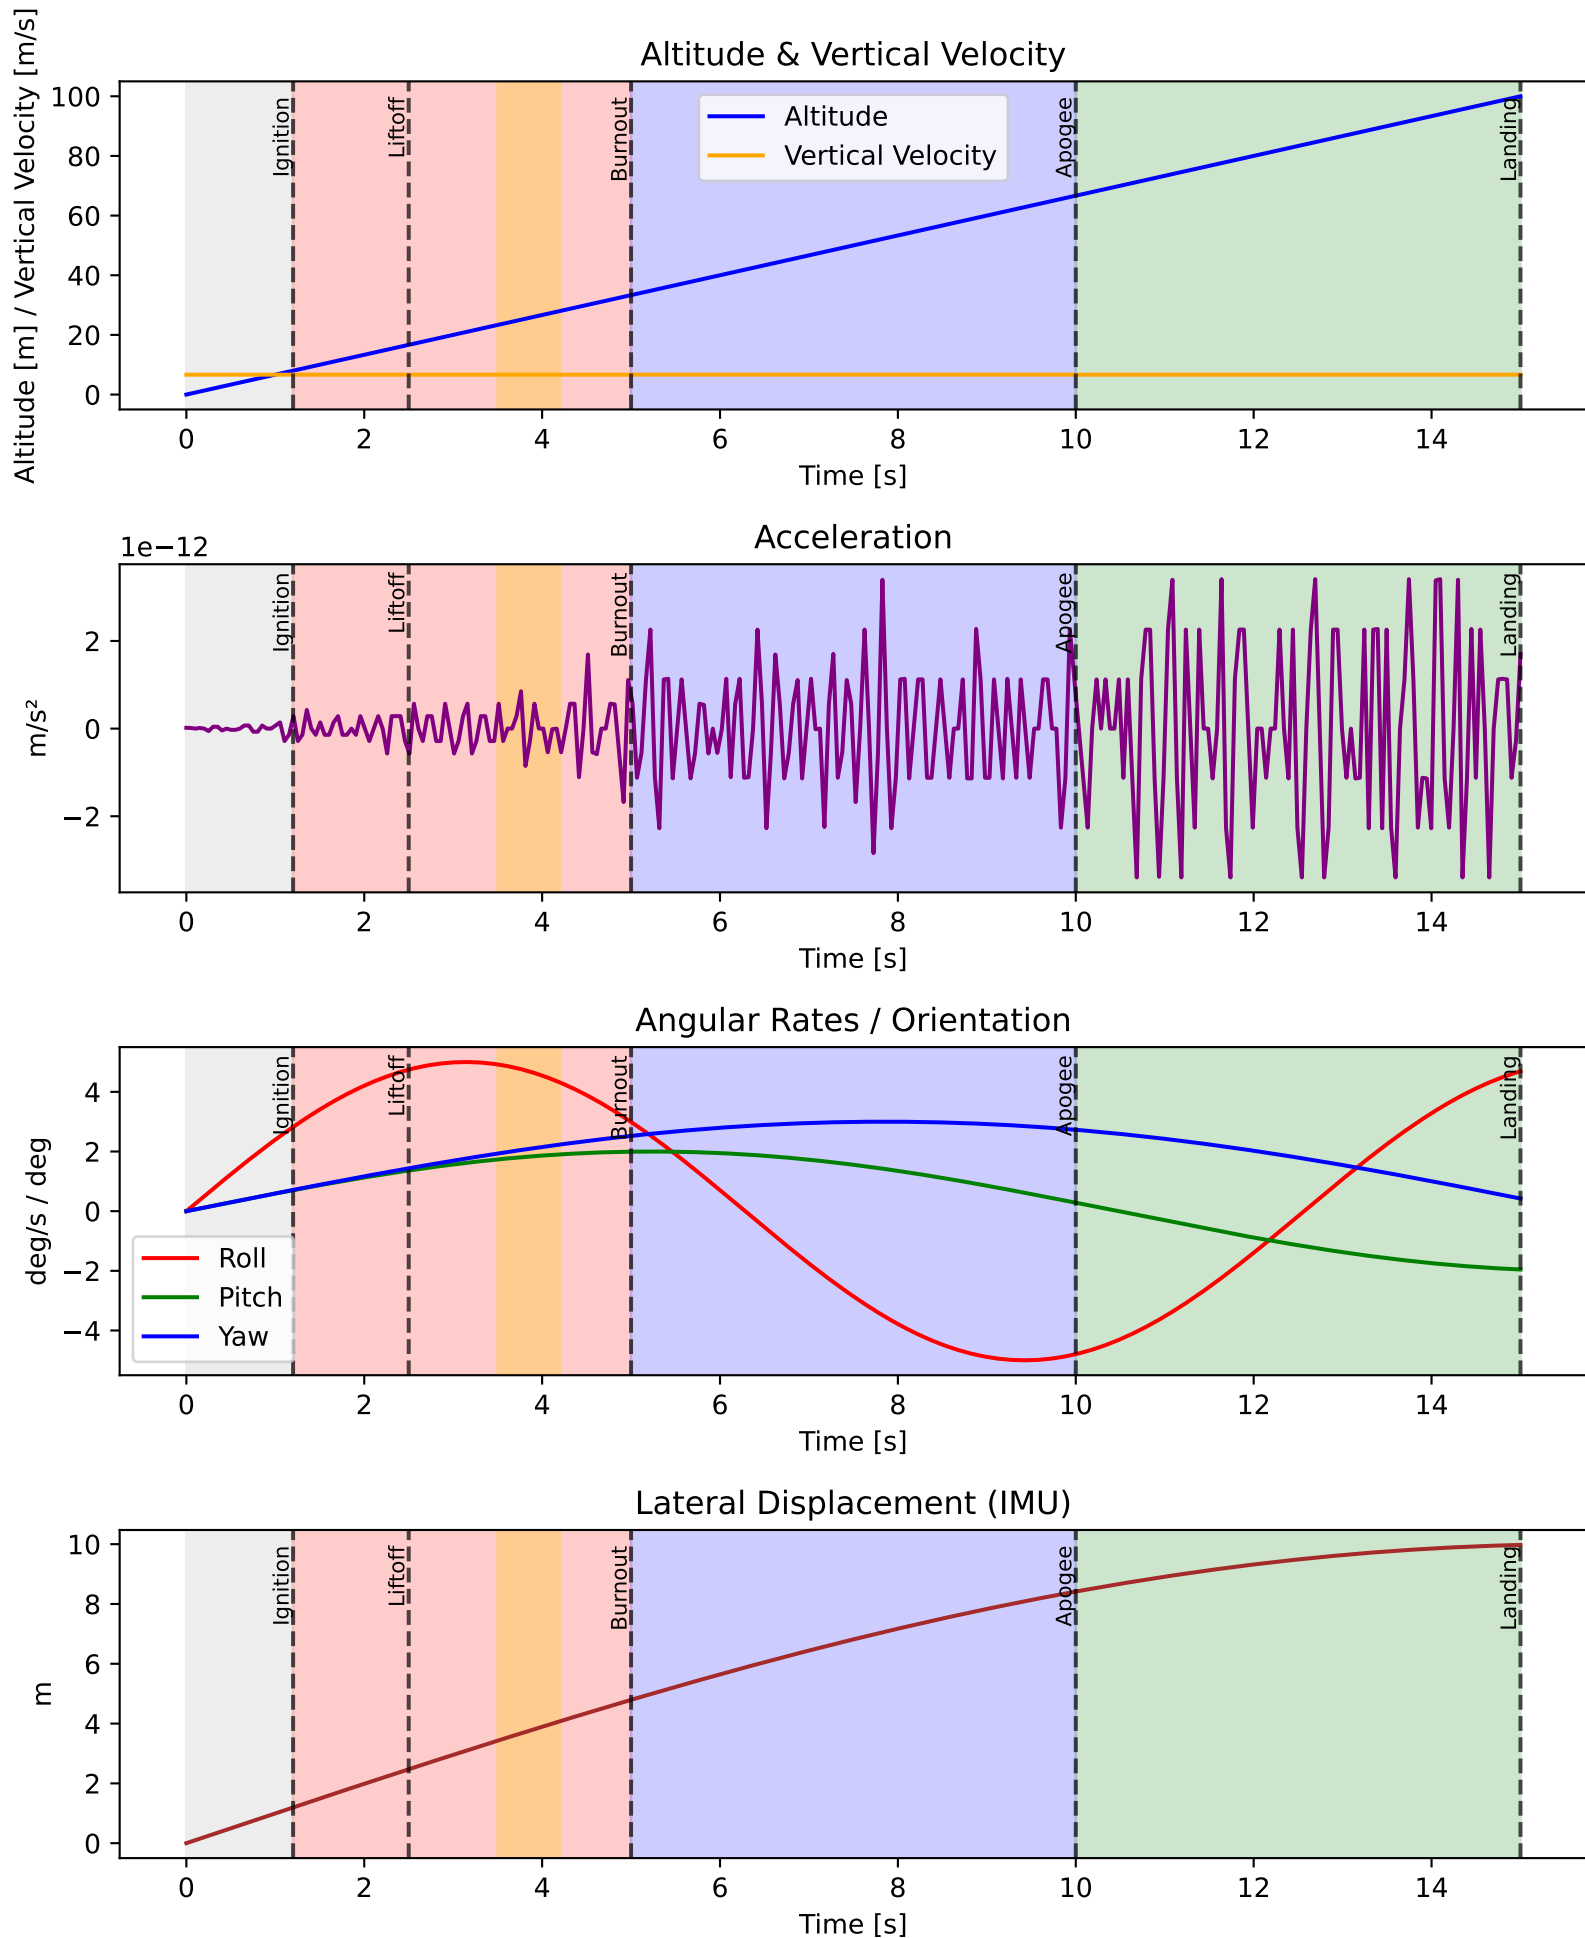 Altitude & Vertical Velocity
Altitude [m] / Vertical Velocity [m/s]
100
80
60
40
20
0
Ignition
Liftoff
Burnout
Apogee
Landing
Altitude
Vertical Velocity
0 2 4 6 8 10 12 14
Time [s]
Acceleration
1e−12
m/s²
2
0
−2
Ignition
Liftoff
Burnout
Apogee
Landing
0 2 4 6 8 10 12 14
Time [s]
Angular Rates / Orientation
deg/s / deg
4
2
0
−2
−4
Ignition
Liftoff
Burnout
Apogee
Landing
Roll
Pitch
Yaw
0 2 4 6 8 10 12 14
Time [s]
Lateral Displacement (IMU)
m
10
8
6
4
2
0
Ignition
Liftoff
Burnout
Apogee
Landing
0 2 4 6 8 10 12 14
Time [s]